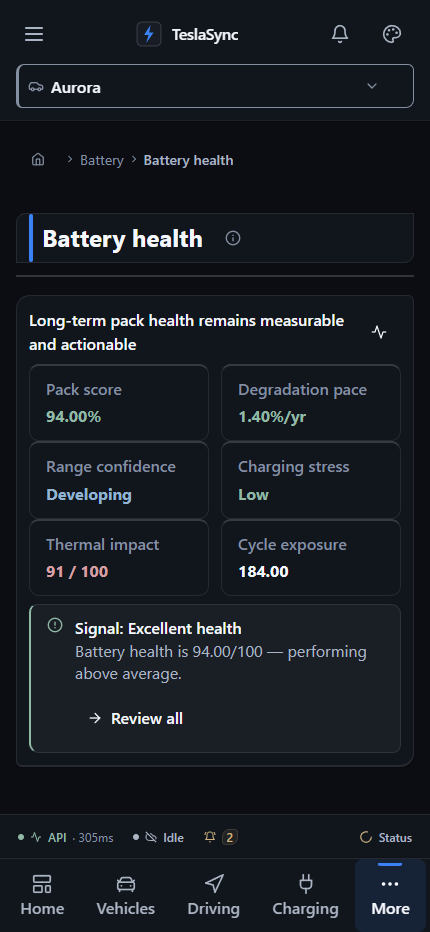 TeslaSync
Aurora
Battery
Battery health
Battery health
Long-term pack health remains measurable
and actionable
Pack score
94.00%
Degradation pace
1.40%/yr
Range confidence
Developing
Charging stress
Low
Thermal impact
91 / 100
Cycle exposure
184.00
Signal: Excellent health
Battery health is 94.00/100 — performing
above average.
Review all
API · 305ms
Idle
2
Status
Home
Vehicles
Driving
Charging
More